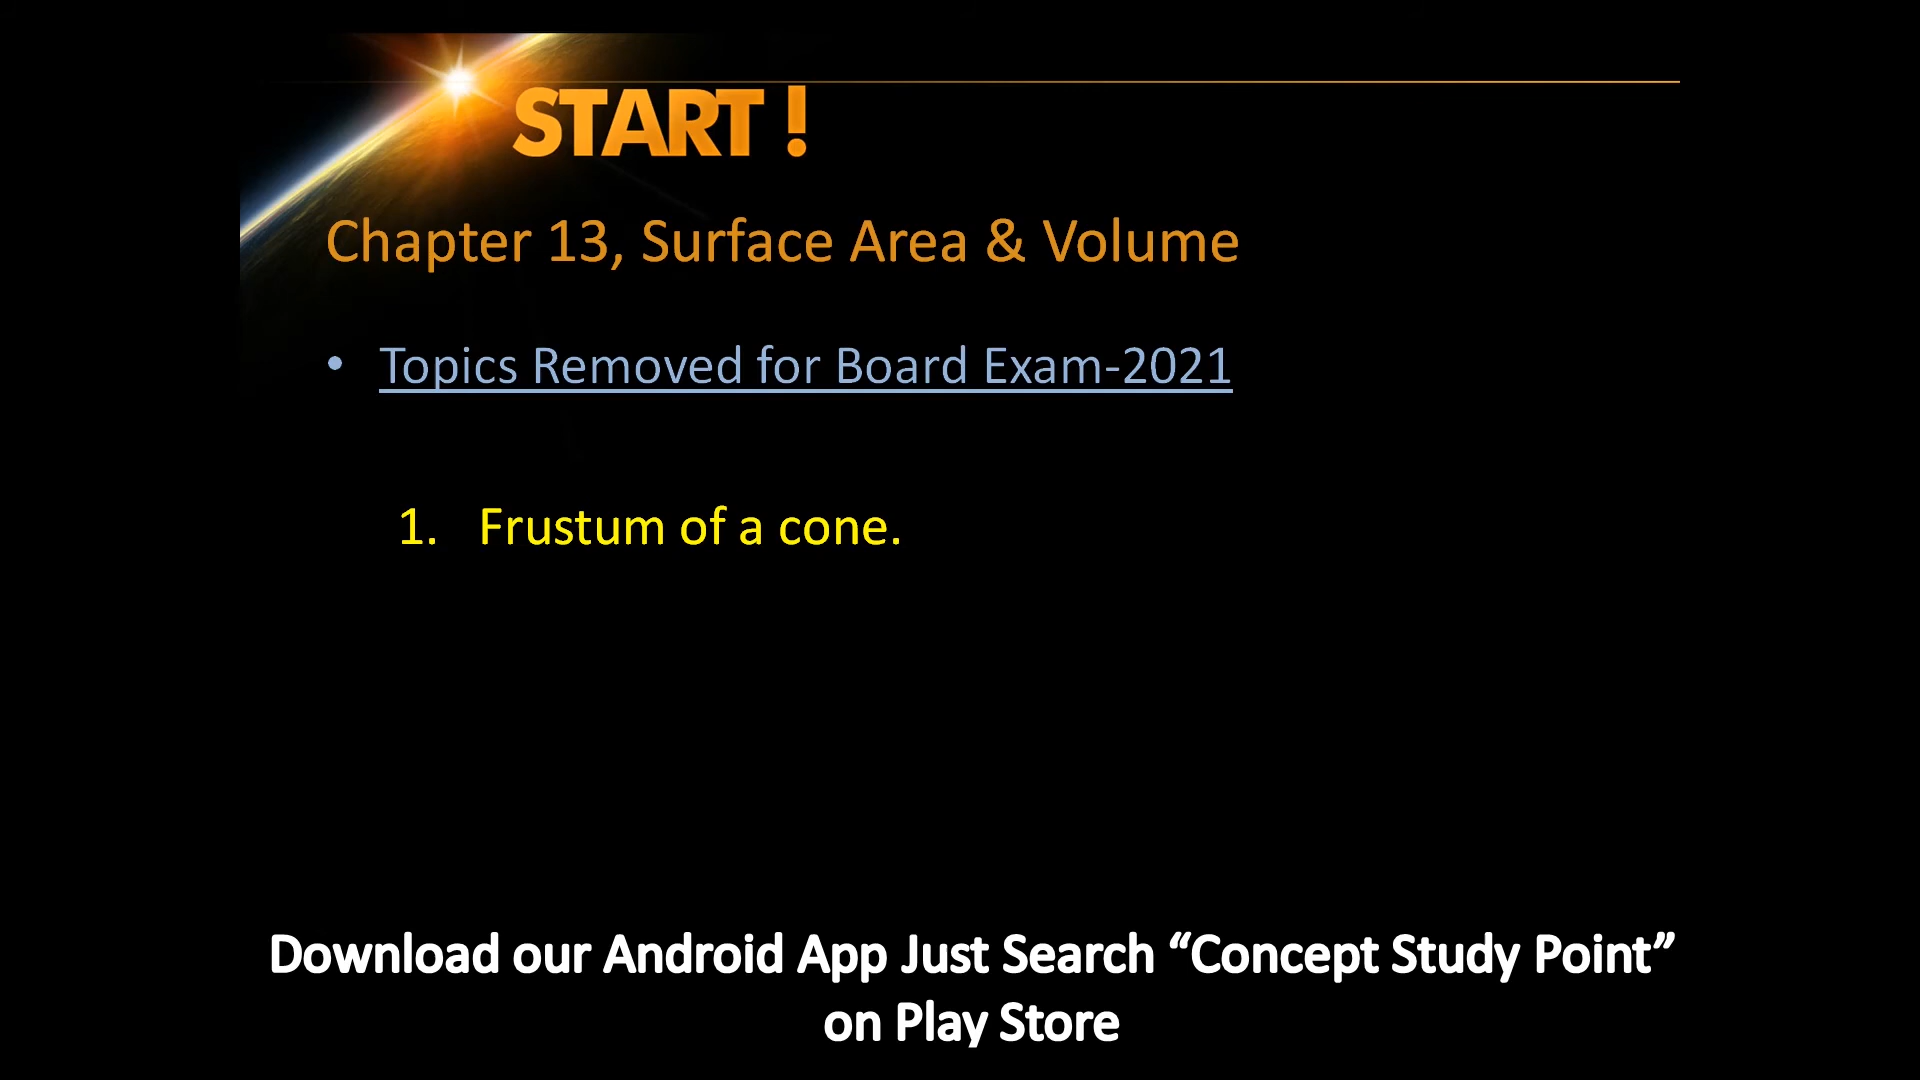 START !
Chapter 13, Surface Area & Volume
• Topics Removed for Board Exam-2021
1. Frustum of a cone.
Download our Android App Just Search “Concept Study Point”
on Play Store